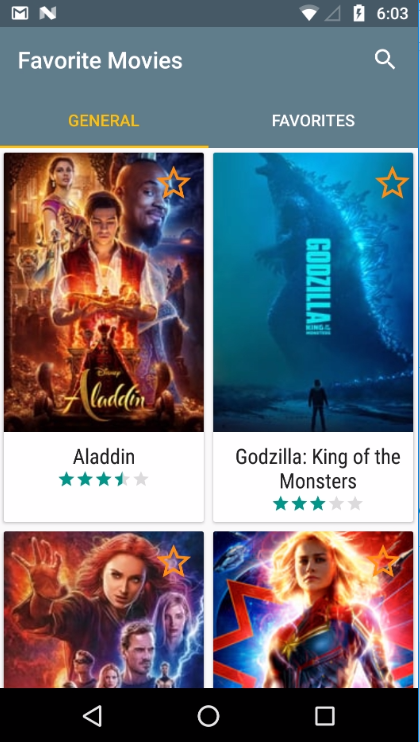 6:03
Favorite Movies
GENERAL
FAVORITES
Disney
Aladdin
GODZILLA
KING OF THE
MONSTERS
Aladdin
Godzilla: King of the
Monsters